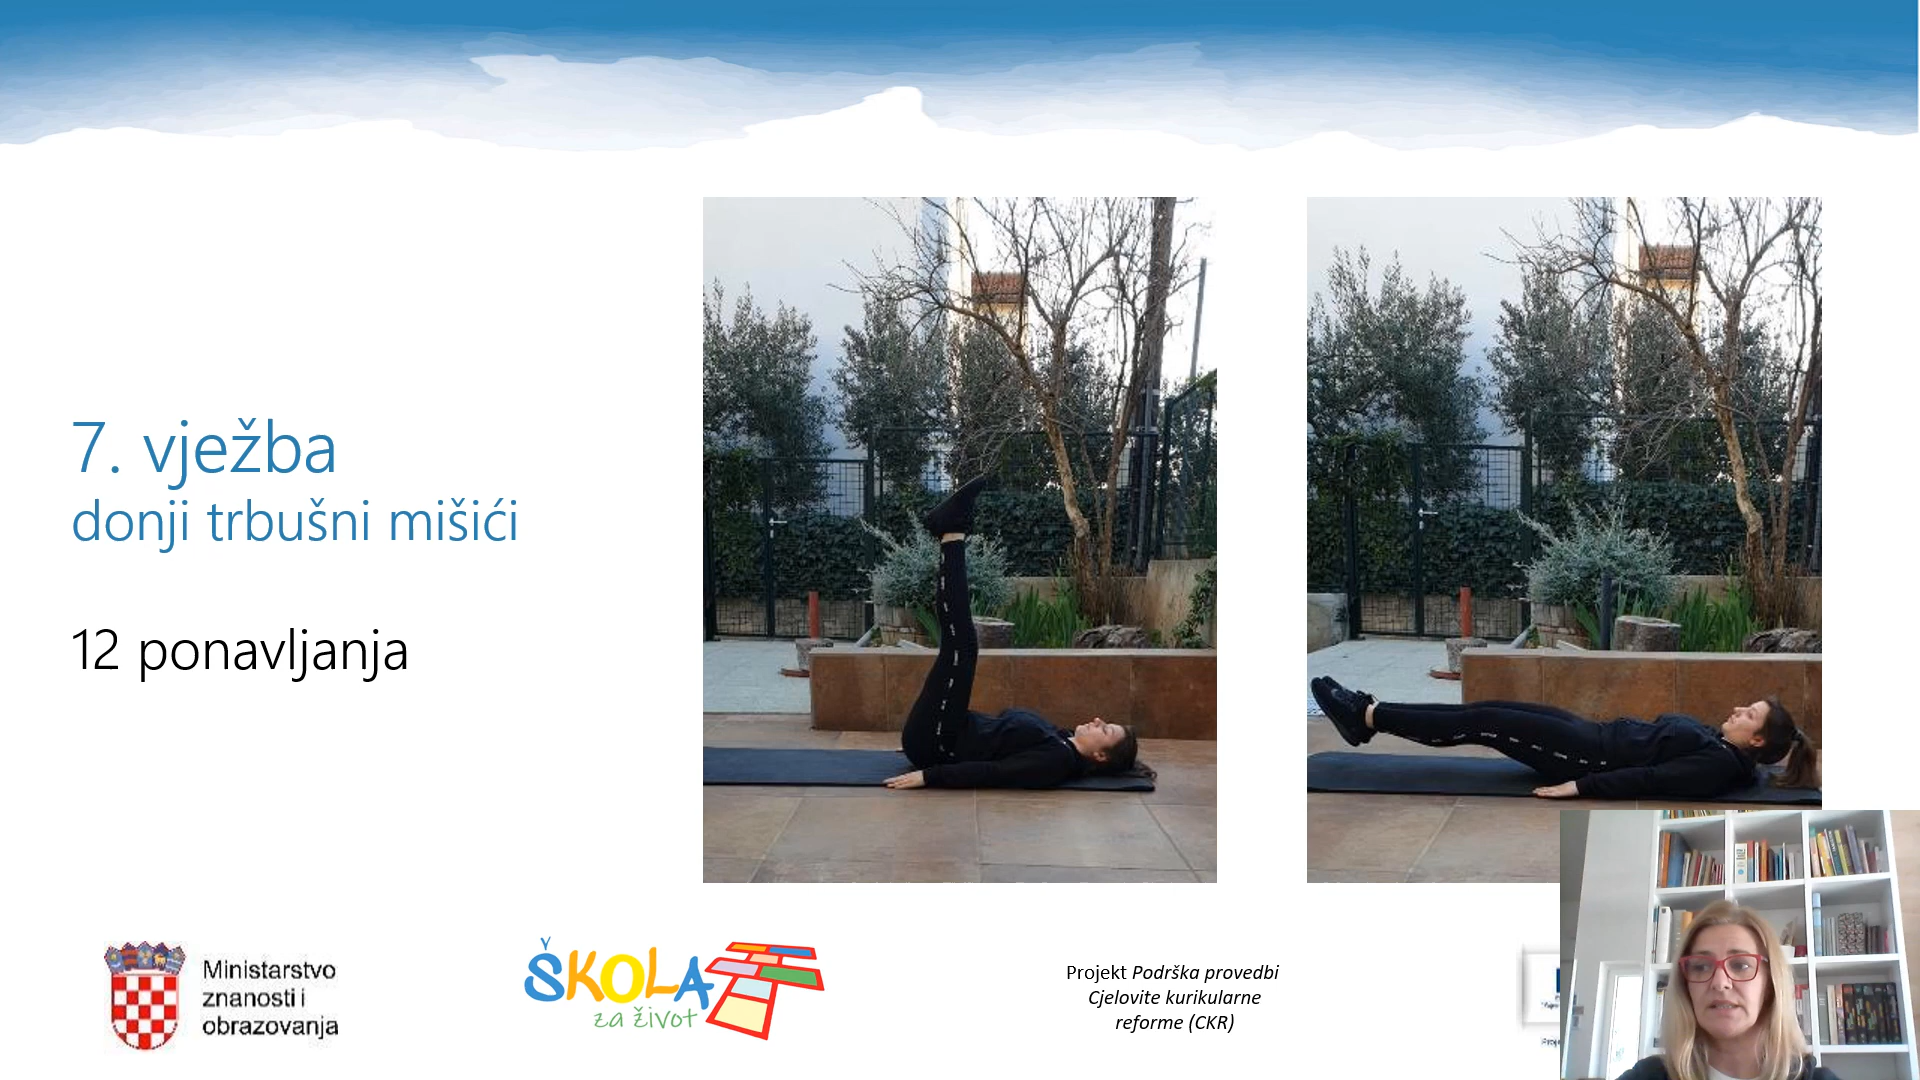 7. vježba
donji trbušni mišići
12 ponavljanja
Ministarstvo
znanosti i
obrazovanja
ŠKOLA
za život
Projekt Podrška provedbi
Cjelovite kurikularne
reforme (CKR)